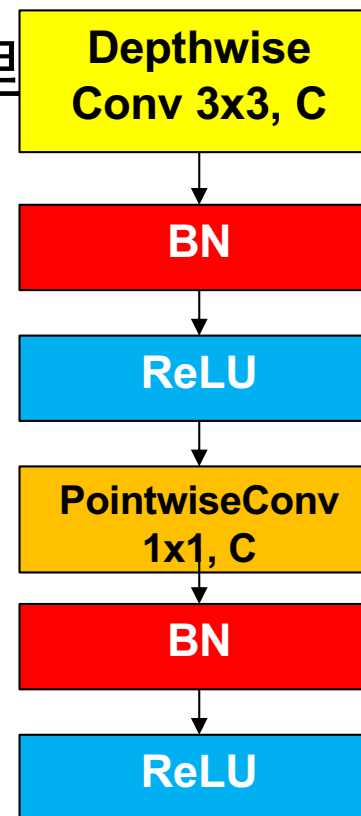 Depthwise
Conv 3x3, C
BN
ReLU
PointwiseConv
1x1, C
BN
ReLU